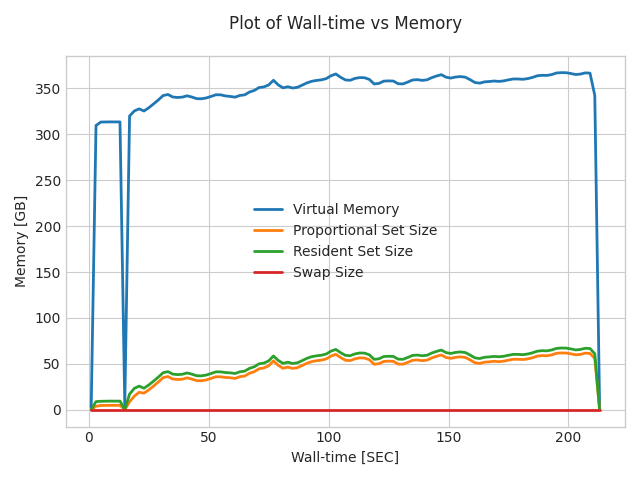 Plot of Wall-time vs Memory
Memory [GB]
350
300
250
200
150
100
50
0
Virtual Memory
Proportional Set Size
Resident Set Size
Swap Size
0 50 100 150 200
Wall-time [SEC]